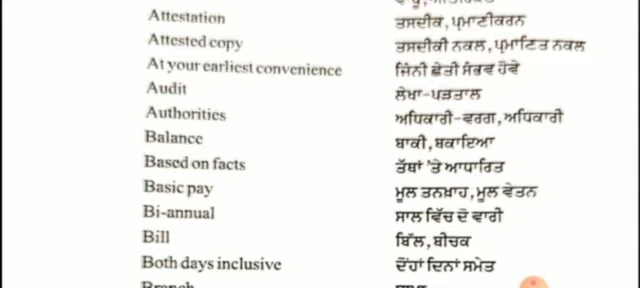 Attestation ਤਸਦੀਕ, ਪ੍ਰਮਾਣੀਕਰਨ
Attested copy ਤਸਦੀਕੀ ਨਕਲ, ਪ੍ਰਮਾਣਿਤ ਨਕਲ
At your earliest convenience ਜਿੰਨੀ ਛੇਤੀ ਸੰਭਵ ਹੋਵੇ
Audit ਲੇਖਾ-ਪੜਤਾਲ
Authorities ਅਧਿਕਾਰੀ-ਵਰਗ, ਅਧਿਕਾਰੀ
Balance ਬਾਕੀ, ਬਕਾਇਆ
Based on facts ਤੱਥਾਂ 'ਤੇ ਆਧਾਰਿਤ
Basic pay ਮੂਲ ਤਨਖ਼ਾਹ, ਮੂਲ ਵੇਤਨ
Bi-annual ਸਾਲ ਵਿੱਚ ਦੋ ਵਾਰੀ
Bill ਬਿੱਲ, ਬੀਚਕ
Both days inclusive ਦੋਹਾਂ ਦਿਨਾਂ ਸਮੇਤ